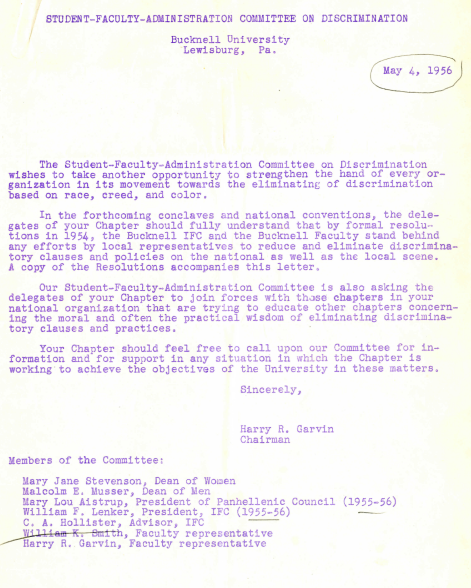 STUDENT-FACULTY-ADMINISTRATION COMMITTEE ON DISCRIMINATION
Bucknell University
Lewisburg, Pa.
May 4, 1956
The Student-Faculty-Administration Committee on Discrimination
wishes to take another opportunity to strengthen the hand of every or-
ganization in its movement towards the eliminating of discrimination
based on race, creed, and color.
In the forthcoming conclaves and national conventions, the dele-
gates of your Chapter should fully understand that by formal resolu-
tions in 1954, the Bucknell IFC and the Bucknell Faculty stand behind
any efforts by local representatives to reduce and eliminate discrimina-
tory clauses and policies on the national as well as the local scene.
A copy of the Resolutions accompanies this letter.
Our Student-Faculty-Administration Committee is also asking the
delegates of your Chapter to join forces with those chapters in your
national organization that are trying to educate other chapters concern-
ing the moral and often the practical wisdom of eliminating discrimina-
tory clauses and practices.
Your Chapter should feel free to call upon our Committee for in-
formation and for support in any situation in which the Chapter is
working to achieve the objectives of the University in these matters.
Sincerely,
Harry R. Garvin
Chairman
Members of the Committee:
Mary Jane Stevenson, Dean of Women
Malcolm E. Musser, Dean of Men
Mary Lou Aistrup, President of Panhellenic Council (1955-56)
William F. Lenker, President, IFC (1955-56)
C. A. Hollister, Advisor, IFC
William K. Smith, Faculty representative
Harry R. Garvin, Faculty representative